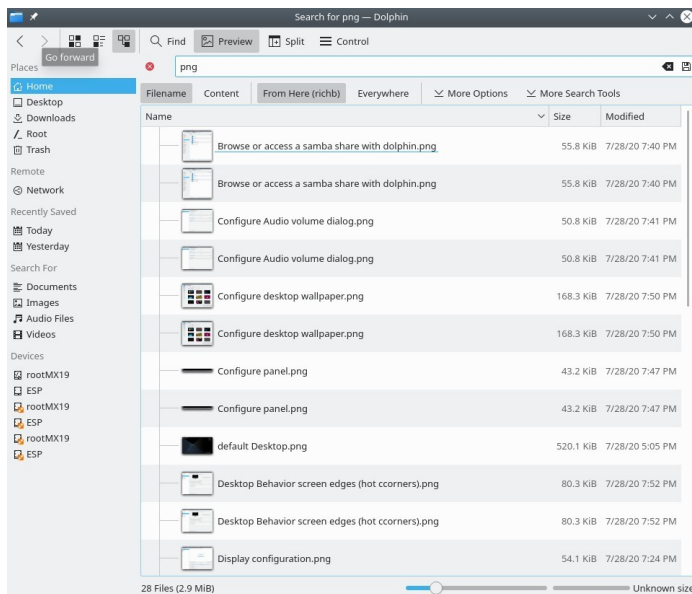 Search for png — Dolphin
Find Preview Split Control
Go forward
png
Places
Home
Desktop
Downloads
Root
Trash
Remote
Network
Recently Saved
Today
Yesterday
Search For
Documents
Images
Audio Files
Videos
Devices
rootMX19
ESP
rootMX19
ESP
rootMX19
ESP
Filename Content From Here (richb) Everywhere More Options More Search Tools
Name Size Modified
Browse or access a samba share with dolphin.png 55.8 KiB 7/28/20 7:40 PM
Browse or access a samba share with dolphin.png 55.8 KiB 7/28/20 7:40 PM
Configure Audio volume dialog.png 50.8 KiB 7/28/20 7:41 PM
Configure Audio volume dialog.png 50.8 KiB 7/28/20 7:41 PM
Configure desktop wallpaper.png 168.3 KiB 7/28/20 7:50 PM
Configure desktop wallpaper.png 168.3 KiB 7/28/20 7:50 PM
Configure panel.png 43.2 KiB 7/28/20 7:47 PM
Configure panel.png 43.2 KiB 7/28/20 7:47 PM
default Desktop.png 520.1 KiB 7/28/20 5:05 PM
Desktop Behavior screen edges (hot ccorners).png 80.3 KiB 7/28/20 7:52 PM
Desktop Behavior screen edges (hot ccorners).png 80.3 KiB 7/28/20 7:52 PM
Display configuration.png 54.1 KiB 7/28/20 7:24 PM
28 Files (2.9 MiB) Unknown size